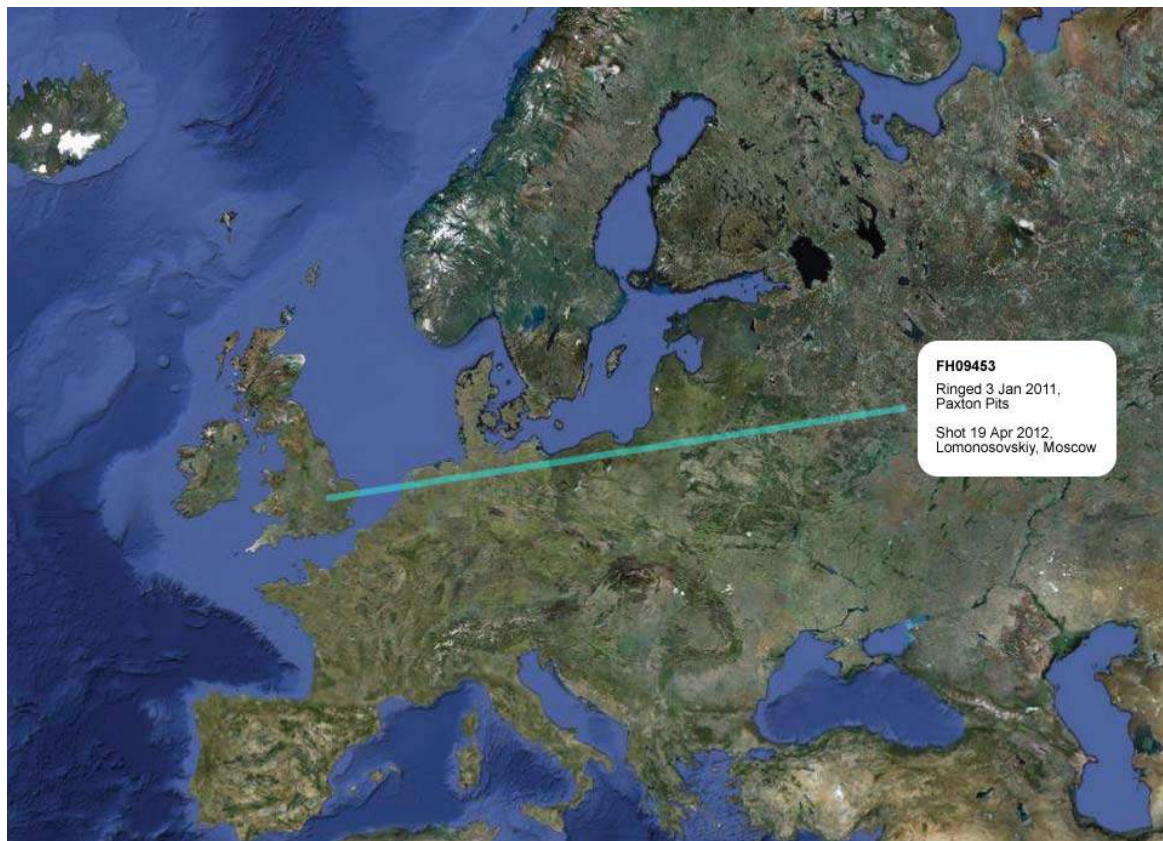 FH09453
Ringed 3 Jan 2011,
Paxton Pits
Shot 19 Apr 2012,
Lomonosovskiy, Moscow